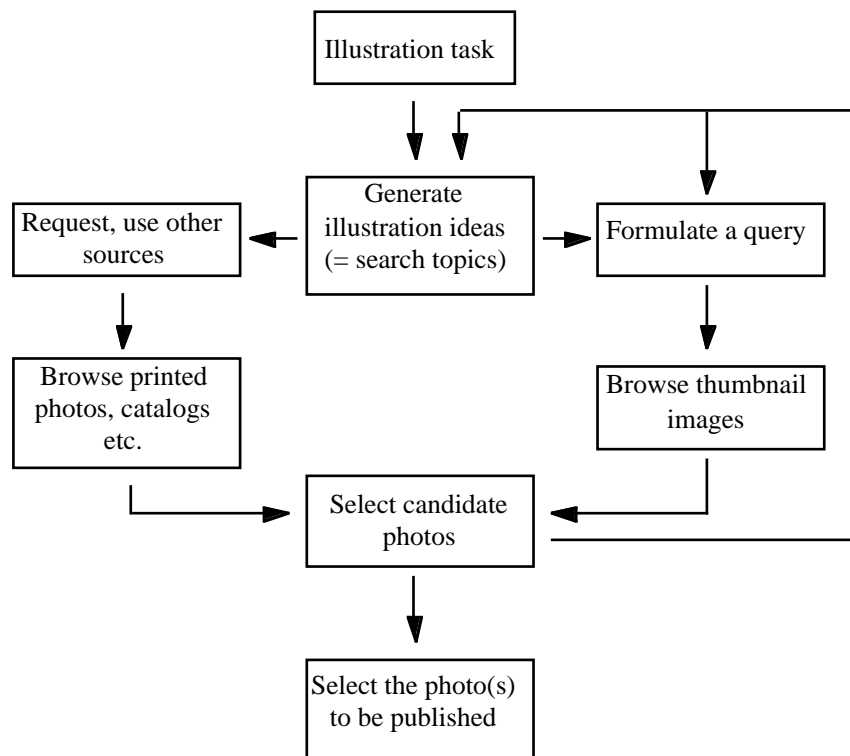 Illustration task
Generate
illustration ideas
(= search topics)
Request, use other
sources
Formulate a query
Browse printed
photos, catalogs
etc.
Browse thumbnail
images
Select candidate
photos
Select the photo(s)
to be published